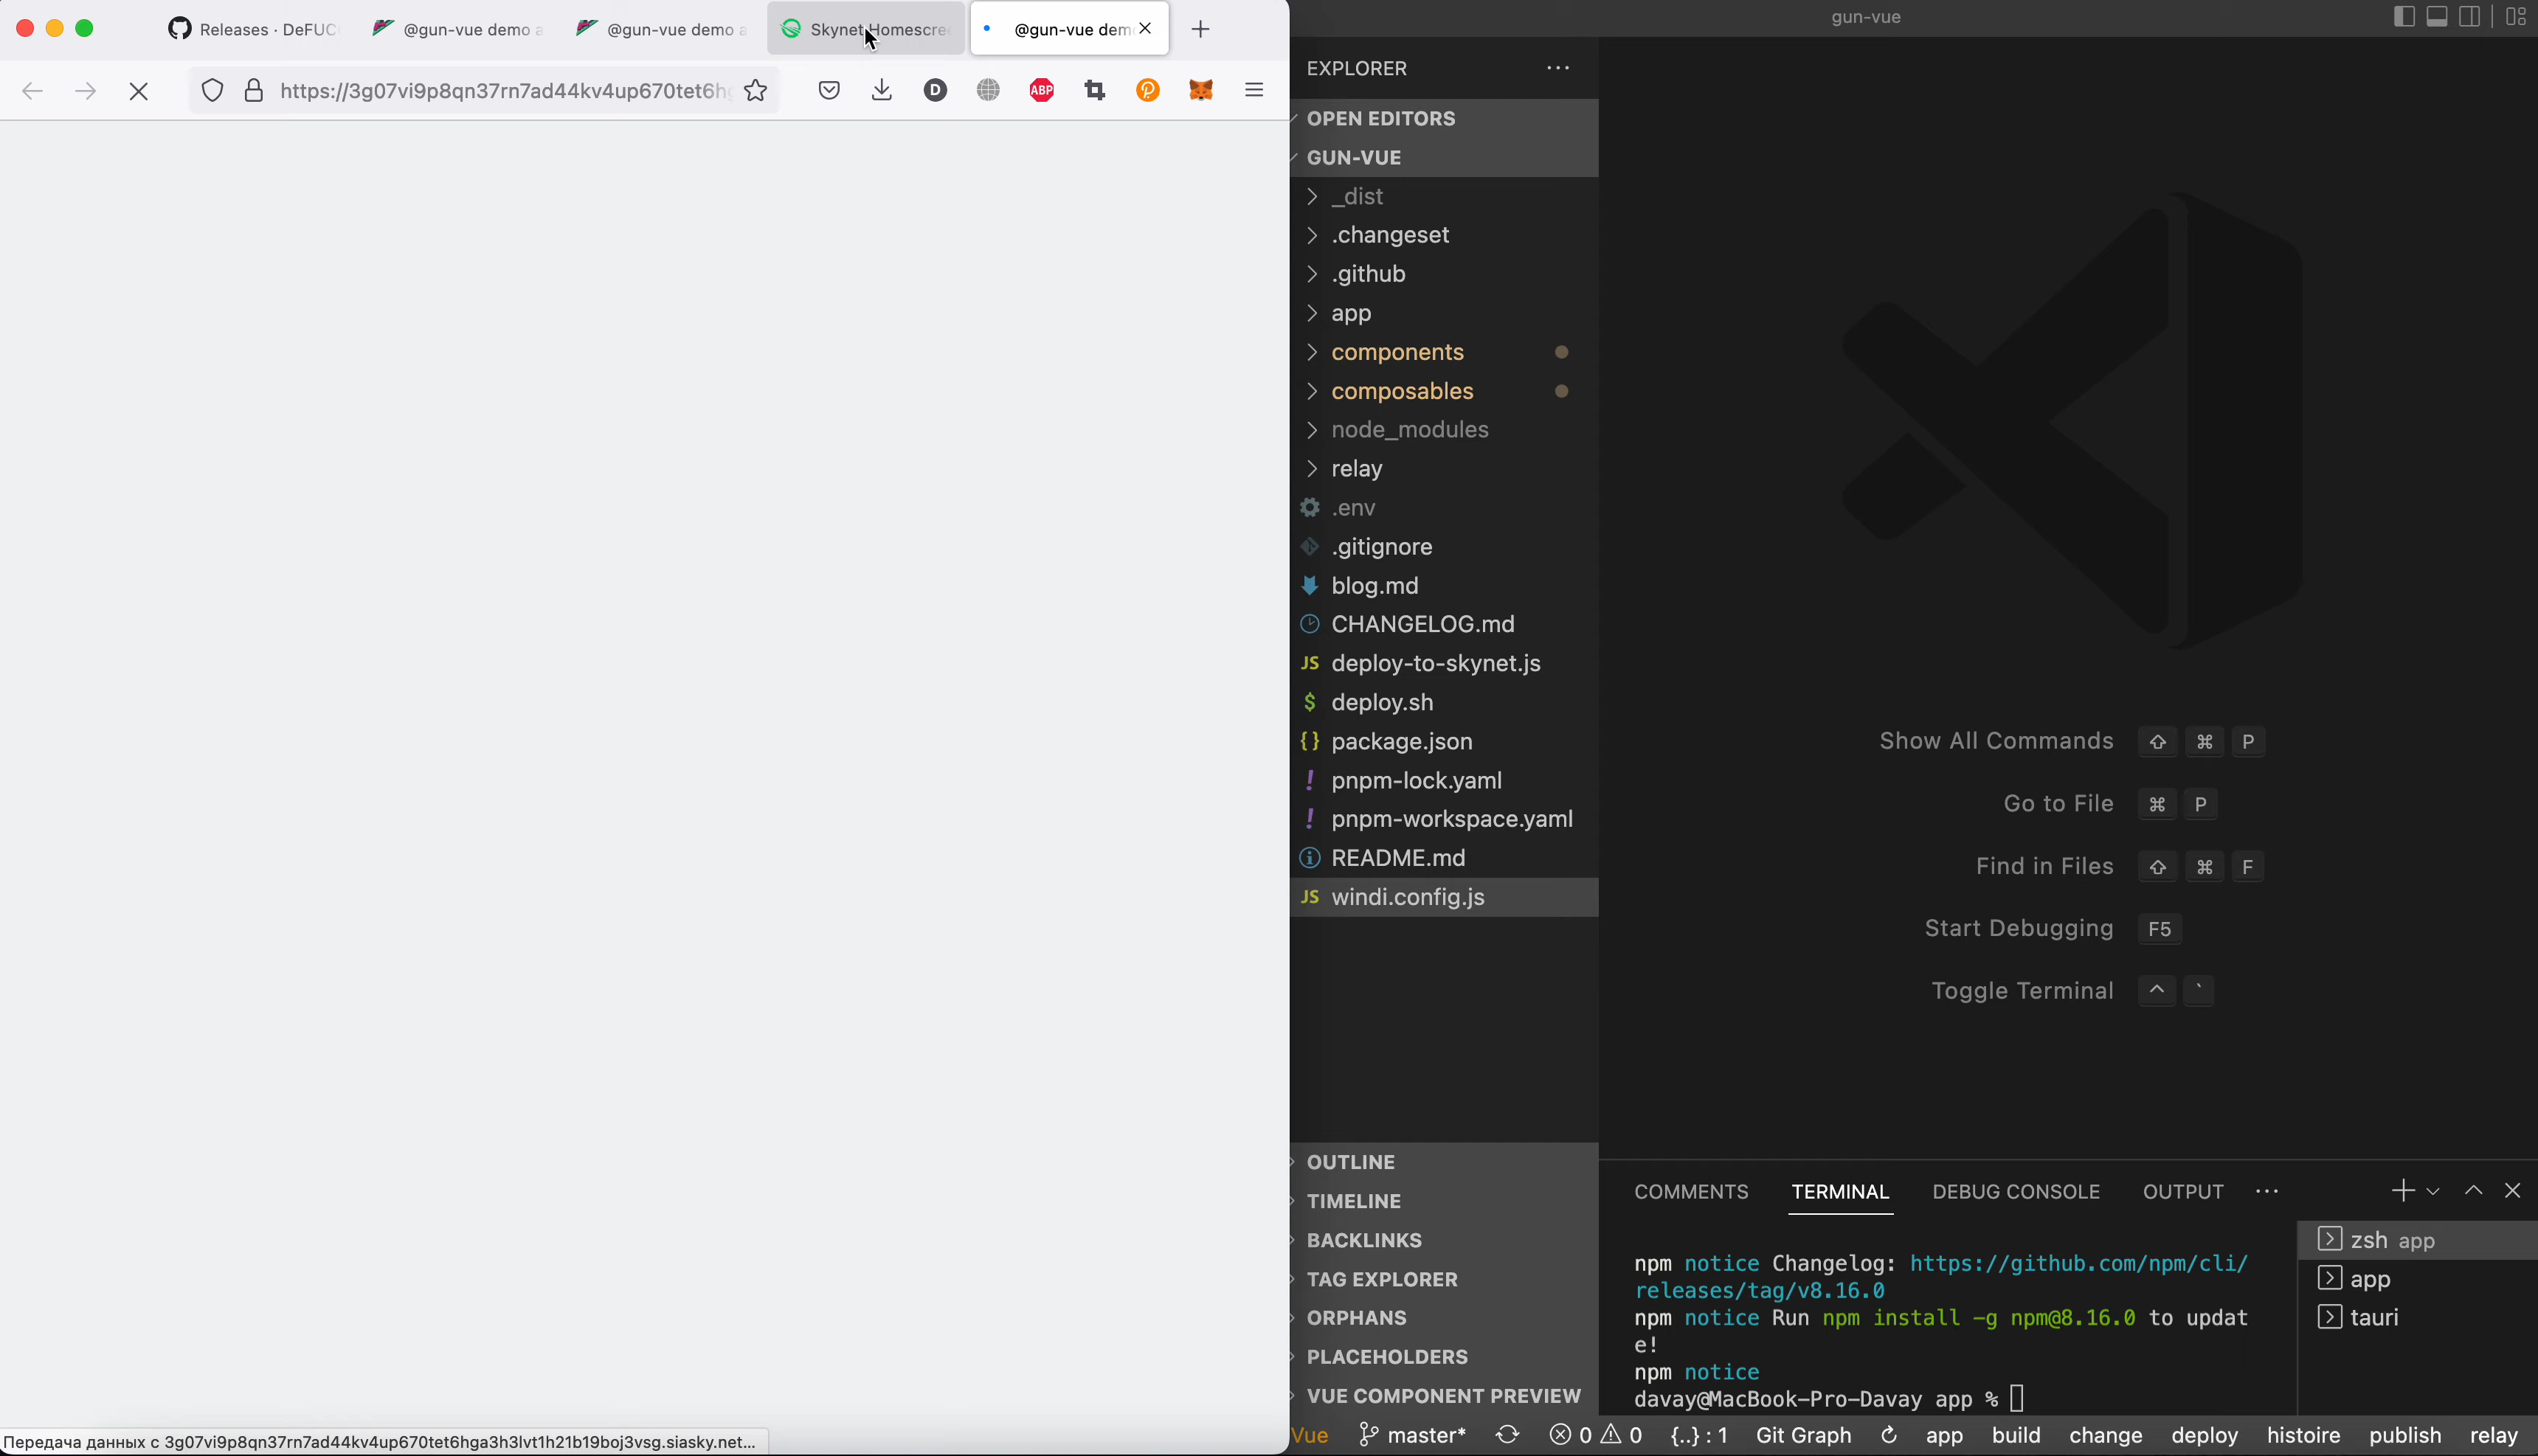 Releases · DeFUC
@gun-vue demo a
@gun-vue demo a
Skynet Homescree
@gun-vue dem
https://3g07vi9p8qn37rn7ad44kv4up670tet6h
D
ABP
gun-vue
EXPLORER
OPEN EDITORS
GUN-VUE
_dist
.changeset
.github
app
components
composables
node_modules
relay
.env
.gitignore
blog.md
CHANGELOG.md
JS deploy-to-skynet.js
$ deploy.sh
{} package.json
! pnpm-lock.yaml
! pnpm-workspace.yaml
README.md
JS windi.config.js
OUTLINE
TIMELINE
BACKLINKS
TAG EXPLORER
ORPHANS
PLACEHOLDERS
VUE COMPONENT PREVIEW
Show All Commands ⇧ ⌘ P
Go to File ⌘ P
Find in Files ⇧ ⌘ F
Start Debugging F5
Toggle Terminal ^ `
COMMENTS TERMINAL DEBUG CONSOLE OUTPUT
npm notice Changelog: https://github.com/npm/cli/
releases/tag/v8.16.0
npm notice Run npm install -g npm@8.16.0 to updat
e!
npm notice
davay@MacBook-Pro-Davay app %
zsh app
app
tauri
Передача данных с 3g07vi9p8qn37rn7ad44kv4up670tet6hga3h3lvt1h21b19boj3vsg.siasky.net...
Vue master* 0 0 {..} : 1 Git Graph app build change deploy histoire publish relay